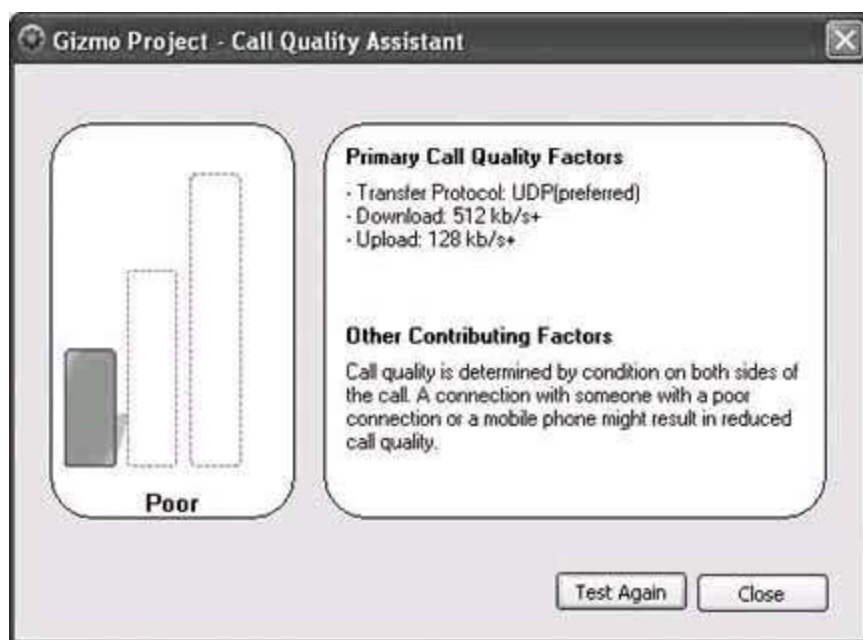 Gizmo Project - Call Quality Assistant
Poor
Primary Call Quality Factors
- Transfer Protocol: UDP(preferred)
- Download: 512 kb/s+
- Upload: 128 kb/s+
Other Contributing Factors
Call quality is determined by condition on both sides of
the call. A connection with someone with a poor
connection or a mobile phone might result in reduced
call quality.
Test Again
Close